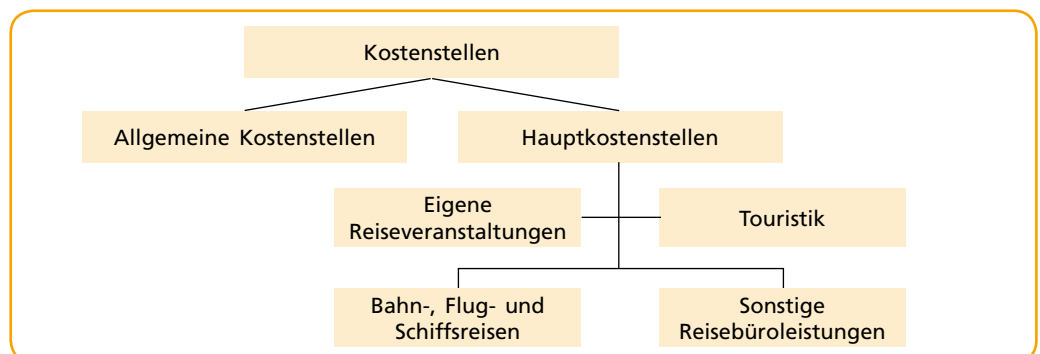 Kostenstellen
Allgemeine Kostenstellen
Hauptkostenstellen
Eigene
Reiseveranstaltungen
Touristik
Bahn-, Flug- und
Schiffsreisen
Sonstige
Reisebüroleistungen